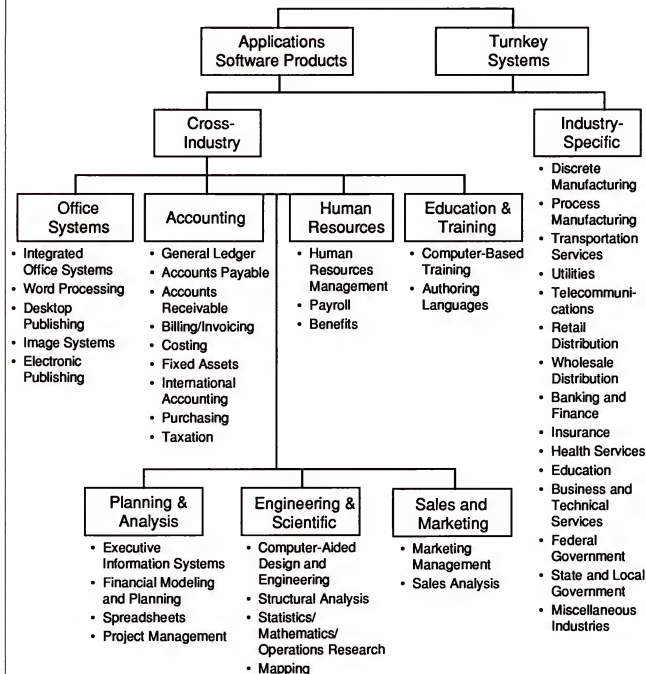 Applications
Software Products
Turnkey
Systems
Cross-
Industry
Industry-
Specific
• Discrete
Manufacturing
• Process
Manufacturing
• Transportation
Services
• Utilities
• Telecommuni-
cations
• Retail
Distribution
• Wholesale
Distribution
• Banking and
Finance
• Insurance
• Health Services
• Education
• Business and
Technical
Services
• Federal
Government
• State and Local
Government
• Miscellaneous
Industries
Office
Systems
• Integrated
Office Systems
• Word Processing
• Desktop
Publishing
• Image Systems
• Electronic
Publishing
Accounting
• General Ledger
• Accounts Payable
• Accounts
Receivable
• Billing/Invoicing
• Costing
• Fixed Assets
• International
Accounting
• Purchasing
• Taxation
Human
Resources
• Human
Resources
Management
• Payroll
• Benefits
Education &
Training
• Computer-Based
Training
• Authoring
Languages
Planning &
Analysis
• Executive
Information Systems
• Financial Modeling
and Planning
• Spreadsheets
• Project Management
Engineering &
Scientific
• Computer-Aided
Design and
Engineering
• Structural Analysis
• Statistics/
Mathematics/
Operations Research
• Mapping
Sales and
Marketing
• Marketing
Management
• Sales Analysis